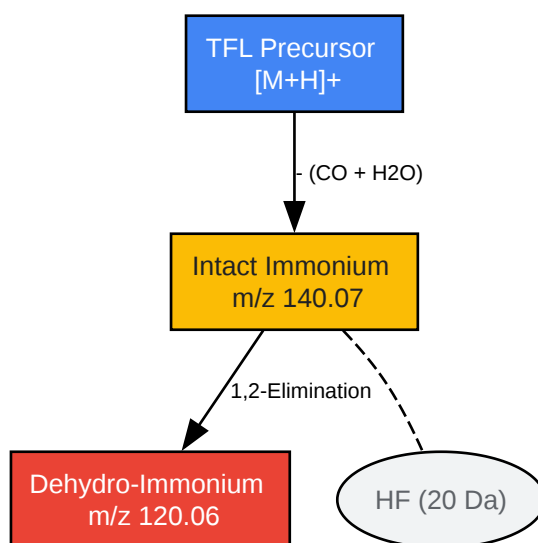 TFL Precursor
[M+H]+
- (CO + H2O)
Intact Immonium
m/z 140.07
1,2-Elimination
Dehydro-Immonium
m/z 120.06
HF (20 Da)